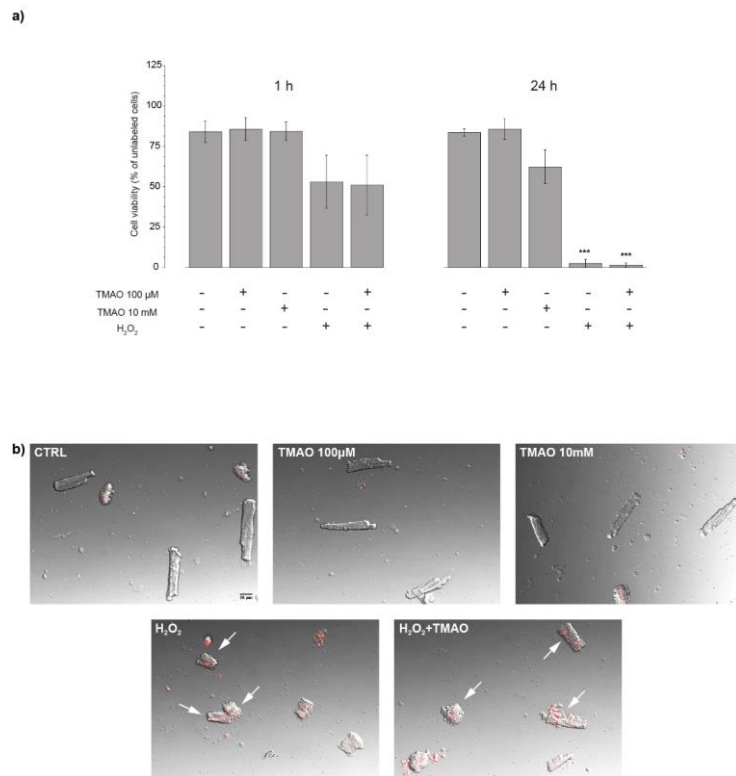 a)
1 h
24 h
Cell viability (% of unlabeled cells)
125
100
75
50
25
0
*** ***
TMAO 100 µM - + - - + - + - - +
TMAO 10 mM - - + - - - - + - -
H₂O₂ - - - + + - - - + +
b)
CTRL
TMAO 100µM
TMAO 10mM
H₂O₂
H₂O₂+TMAO